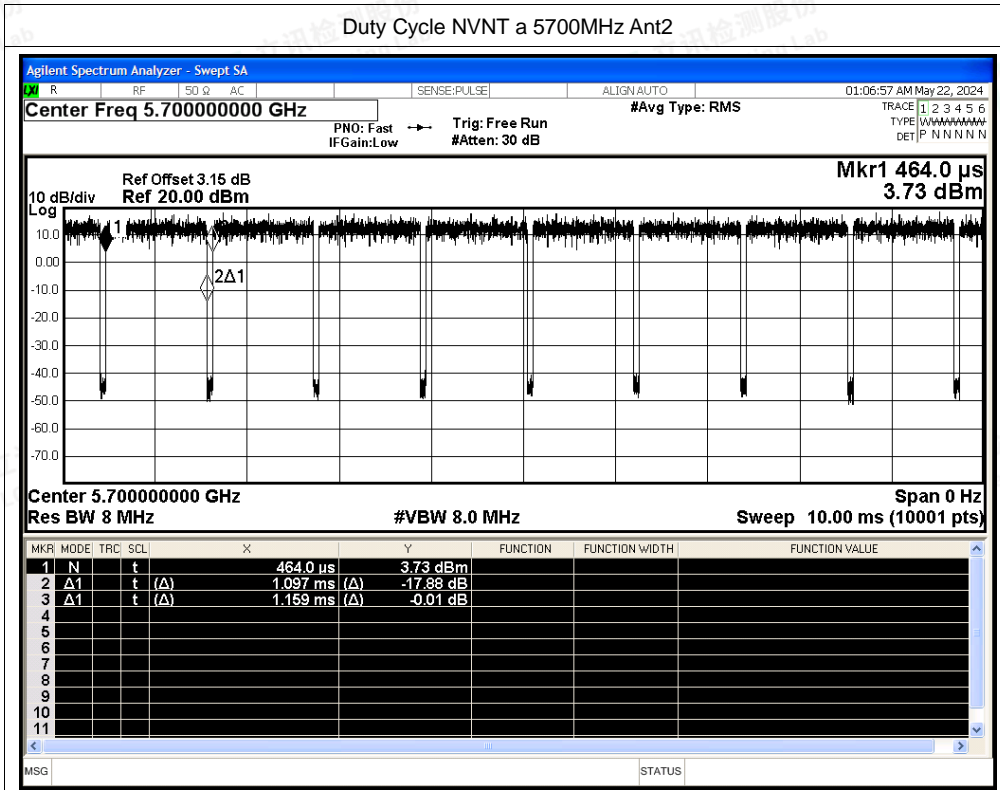 Duty Cycle NVNT a 5700MHz Ant2
Agilent Spectrum Analyzer - Swept SA
LXI R RF 50 Ω AC SENSE:PULSE ALIGN AUTO 01:06:57 AM May 22, 2024
Center Freq 5.700000000 GHz #Avg Type: RMS TRACE 1 2 3 4 5 6
PNO: Fast Trig: Free Run TYPE WWWWWW
IFGain:Low #Atten: 30 dB DET P N N N N N
Mkr1 464.0 µs
Ref Offset 3.15 dB
10 dB/div Ref 20.00 dBm 3.73 dBm
Log
1
10.0
0.00
2Δ1
-10.0
-20.0
-30.0
-40.0
-50.0
-60.0
-70.0
Center 5.700000000 GHz Span 0 Hz
Res BW 8 MHz #VBW 8.0 MHz Sweep 10.00 ms (10001 pts)
MKR MODE TRC SCL X Y FUNCTION FUNCTION WIDTH FUNCTION VALUE
1 N t 464.0 µs 3.73 dBm
2 Δ1 t (Δ) 1.097 ms (Δ) -17.88 dB
3 Δ1 t (Δ) 1.159 ms (Δ) -0.01 dB
4
5
6
7
8
9
10
11
MSG STATUS